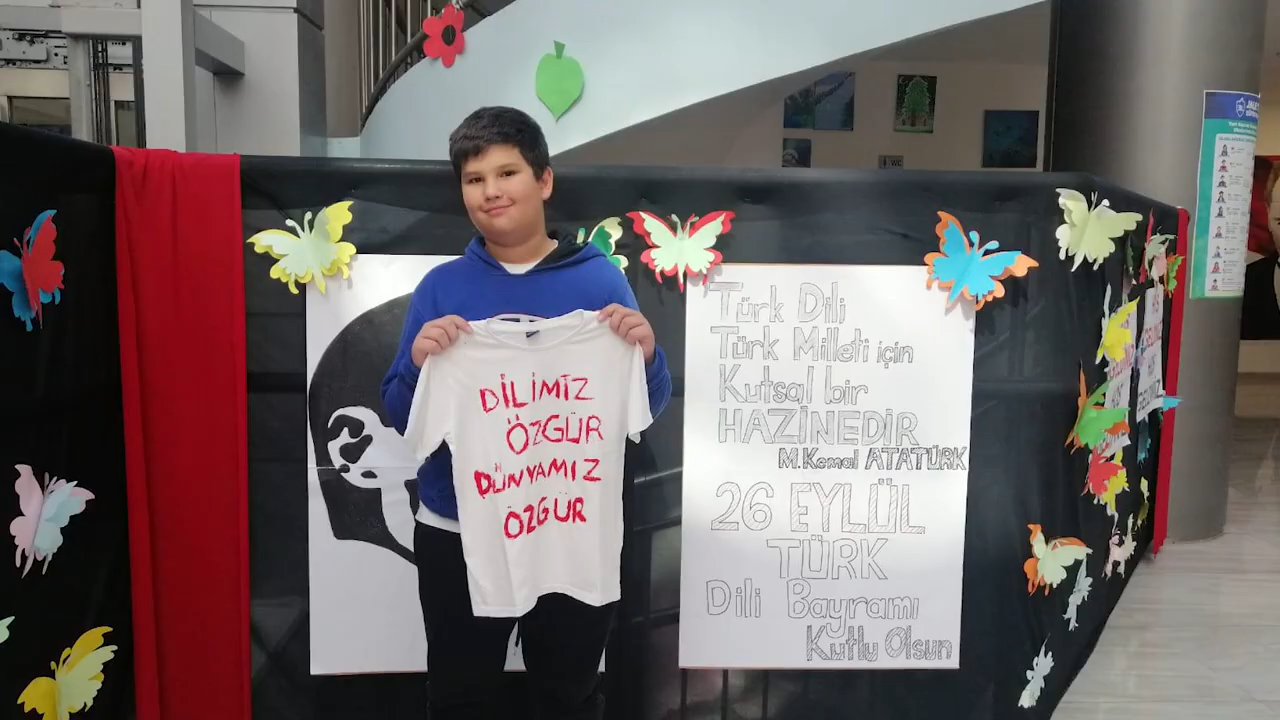 DİLİMİZ
ÖZGÜR
DÜNYAMIZ
ÖZGÜR
Türk Dili
Türk Milleti için
Kutsal bir
HAZİNEDİR
M.Kemal ATATÜRK
26 EYLÜL
TÜRK
Dili Bayramı
Kutlu Olsun
WC